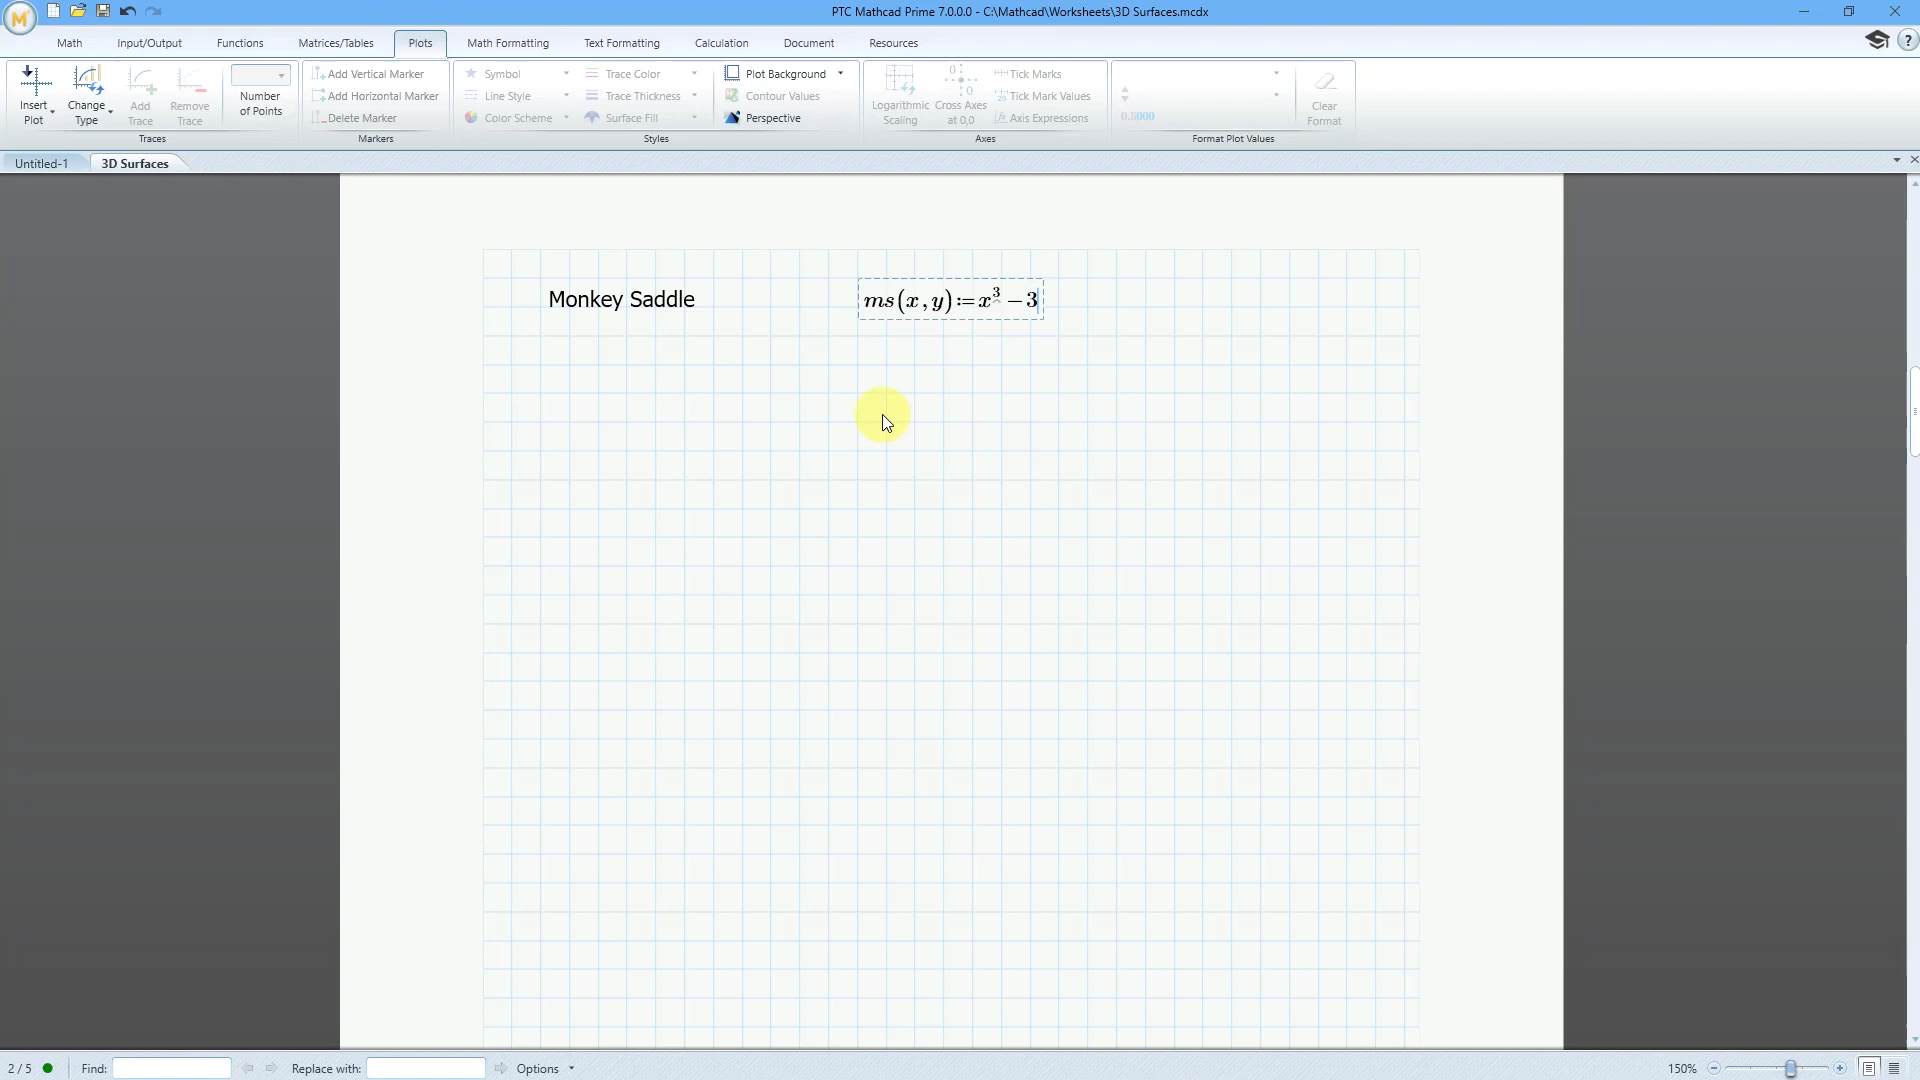 PTC Mathcad Prime 7.0.0.0 - C:\Mathcad\Worksheets\3D Surfaces.mcdx
Math Input/Output Functions Matrices/Tables Plots Math Formatting Text Formatting Calculation Document Resources
Insert Plot
Change Type
Add Trace
Remove Trace
Number of Points
Traces
Add Vertical Marker
Add Horizontal Marker
Delete Marker
Markers
Symbol
Line Style
Color Scheme
Trace Color
Trace Thickness
Surface Fill
Plot Background
Contour Values
Perspective
Styles
Logarithmic Scaling
Cross Axes at 0,0
Tick Marks
Tick Mark Values
Axis Expressions
Axes
0.5000
Clear Format
Format Plot Values
Untitled-1 3D Surfaces
Monkey Saddle ms(x,y):=x³−3
2 / 5 Find: Replace with: Options 150%